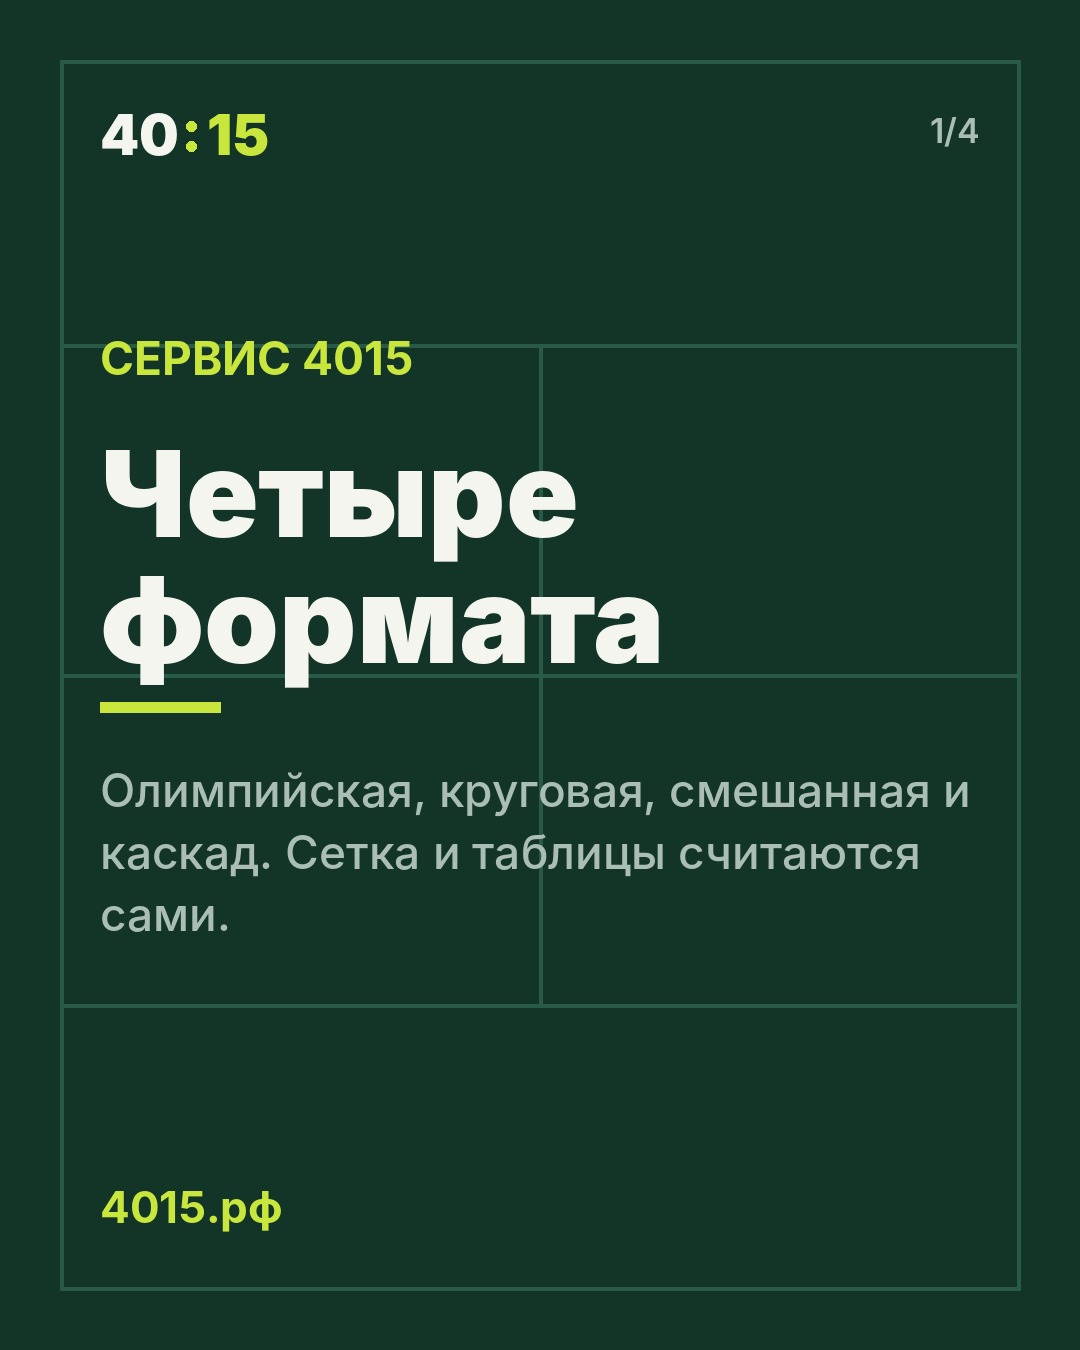 40:15
1/4
СЕРВИС 4015
Четыре
формата
Олимпийская, круговая, смешанная и
каскад. Сетка и таблицы считаются
сами.
4015.рф